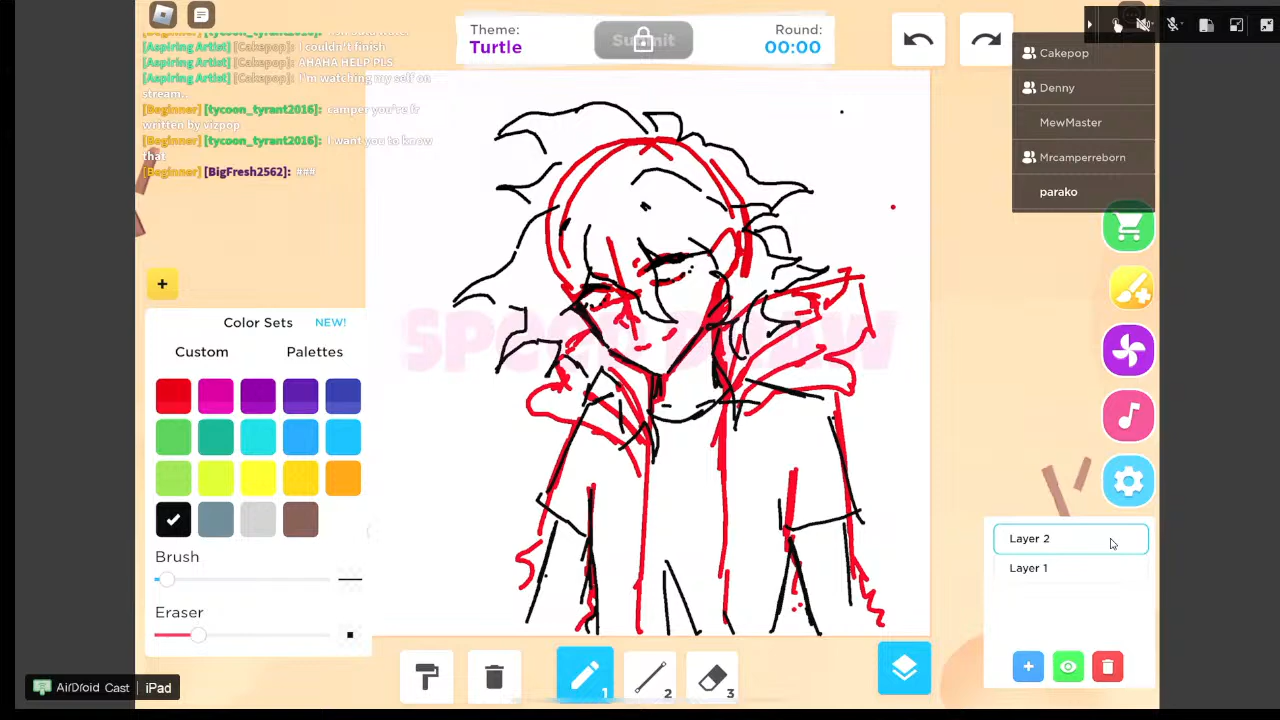 [Aspiring Artist] [Cakepop]: I couldn't finish
[Aspiring Artist] [Cakepop]: AHAHA HELP PLS
[Aspiring Artist] [Cakepop]: I'm watching my self on
stream..
[Beginner] [tycoon_tyrant2016]: camper you're fr
written by vizpop
[Beginner] [tycoon_tyrant2016]: I want you to know
that
[Beginner] [BigFresh2562]: ###
Theme:
Turtle
Submit
Round:
00:00
Cakepop
Denny
MewMaster
Mrcamperreborn
parako
+
Color Sets NEW!
Custom Palettes
Brush
Eraser
SPEED DRAW
Layer 2
Layer 1
1
2
3
AirDroid Cast | iPad